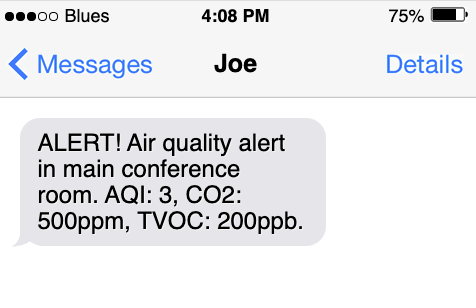 Blues 4:08 PM 75%
Messages Joe Details
ALERT! Air quality alert
in main conference
room. AQI: 3, CO2:
500ppm, TVOC: 200ppb.